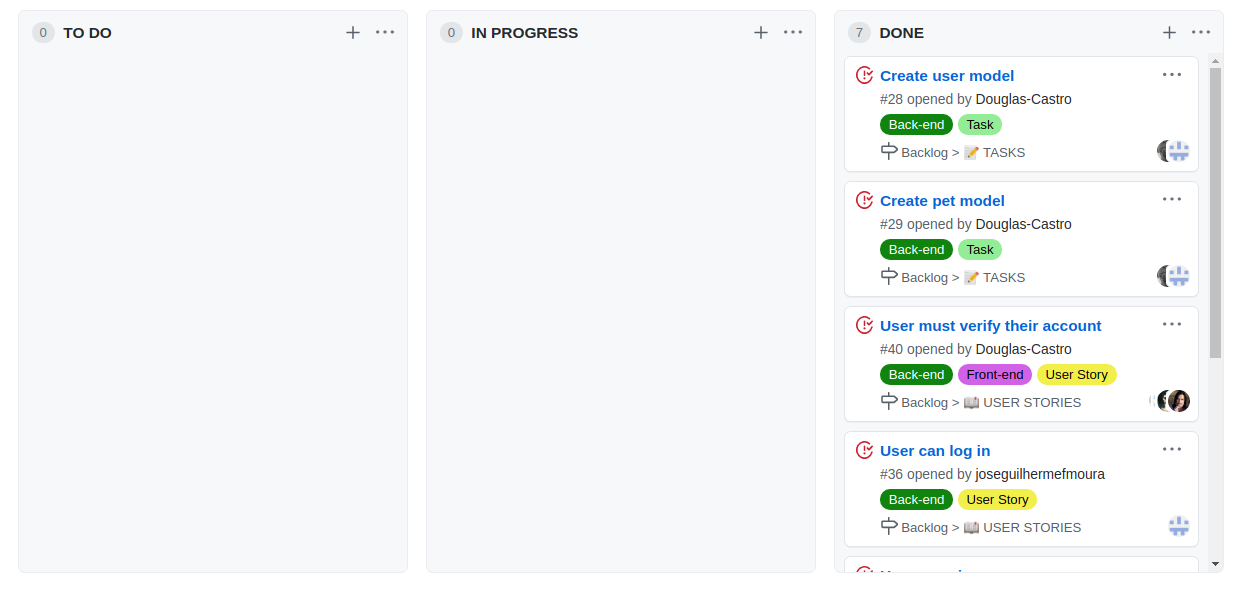 0 TO DO
0 IN PROGRESS
7 DONE
Create user model
#28 opened by Douglas-Castro
Back-end Task
Backlog > 📝 TASKS
Create pet model
#29 opened by Douglas-Castro
Back-end Task
Backlog > 📝 TASKS
User must verify their account
#40 opened by Douglas-Castro
Back-end Front-end User Story
Backlog > 📖 USER STORIES
User can log in
#36 opened by joseguilhermefmoura
Back-end User Story
Backlog > 📖 USER STORIES